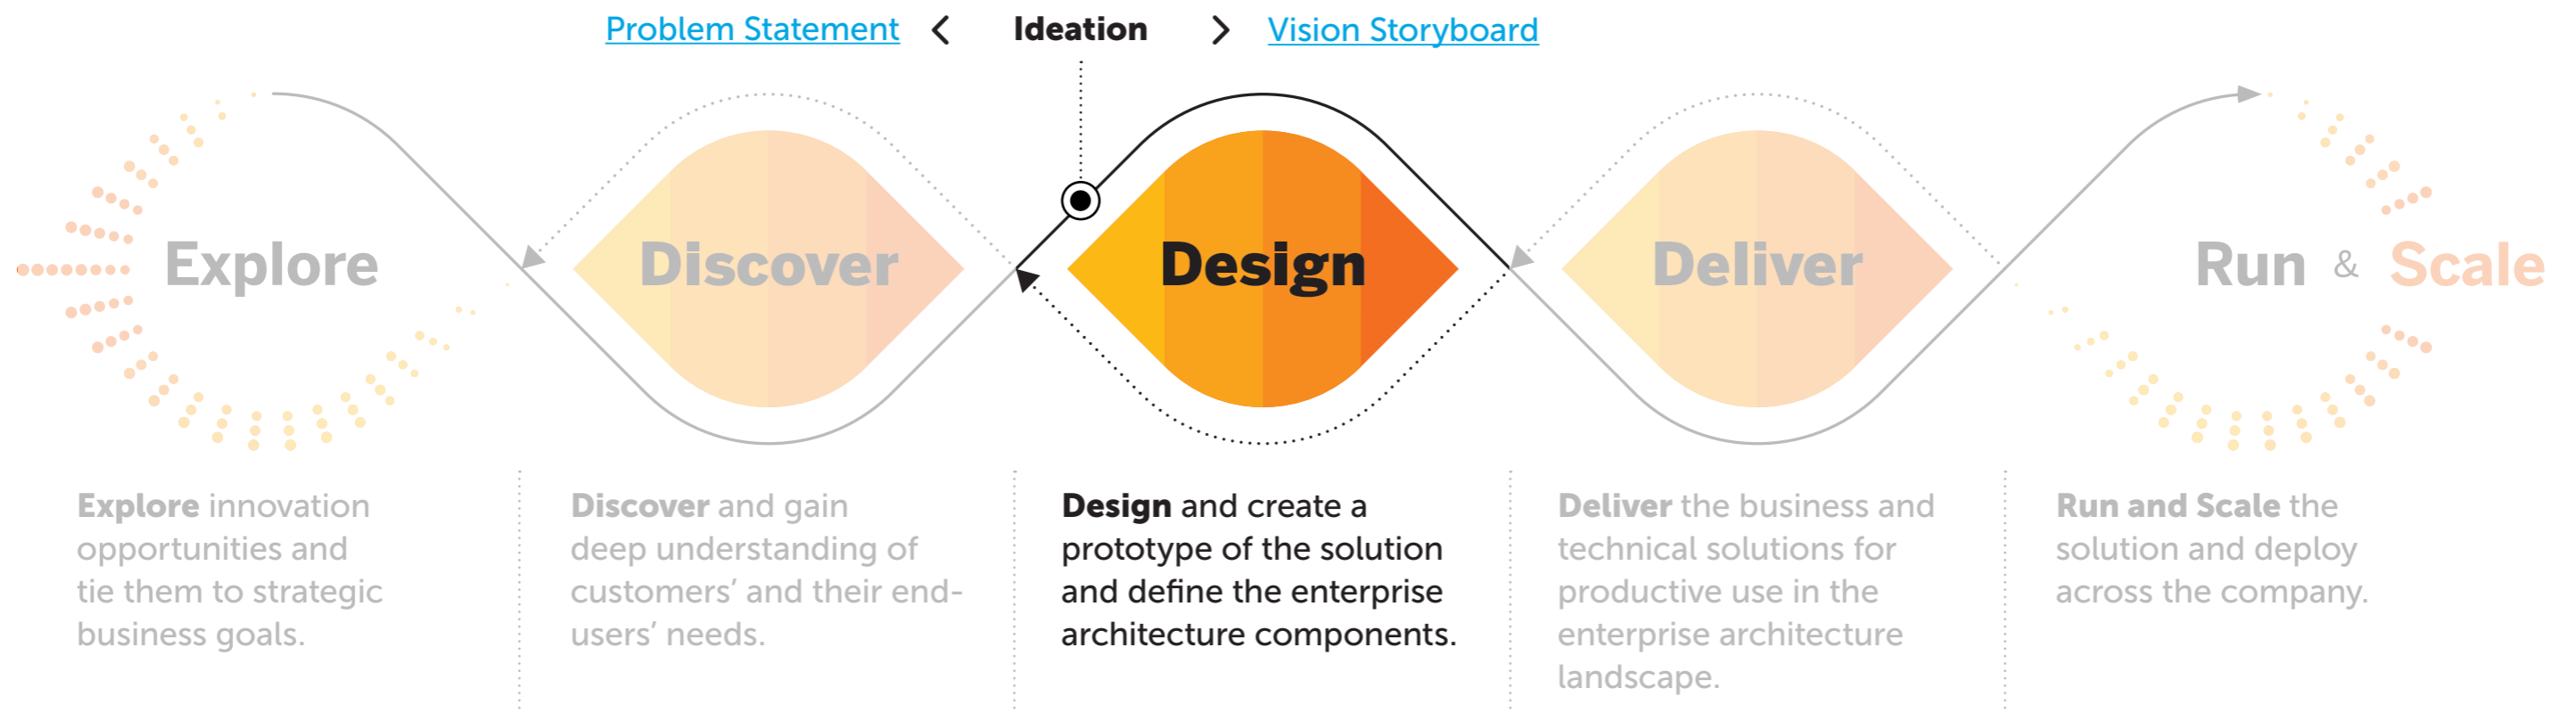 Problem Statement < Ideation > Vision Storyboard
Explore
Discover
Design
Deliver
Run & Scale
Explore innovation
opportunities and
tie them to strategic
business goals.
Discover and gain
deep understanding of
customers’ and their end-
users’ needs.
Design and create a
prototype of the solution
and define the enterprise
architecture components.
Deliver the business and
technical solutions for
productive use in the
enterprise architecture
landscape.
Run and Scale the
solution and deploy
across the company.